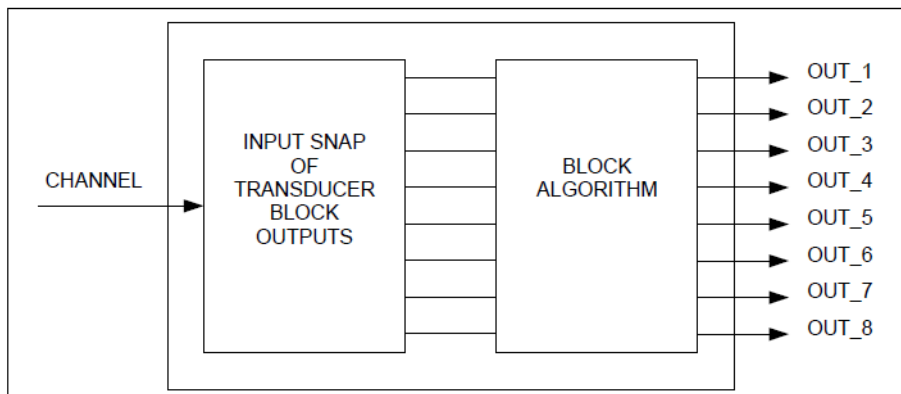 CHANNEL
INPUT SNAP
OF
TRANSDUCER
BLOCK
OUTPUTS
BLOCK
ALGORITHM
OUT_1
OUT_2
OUT_3
OUT_4
OUT_5
OUT_6
OUT_7
OUT_8